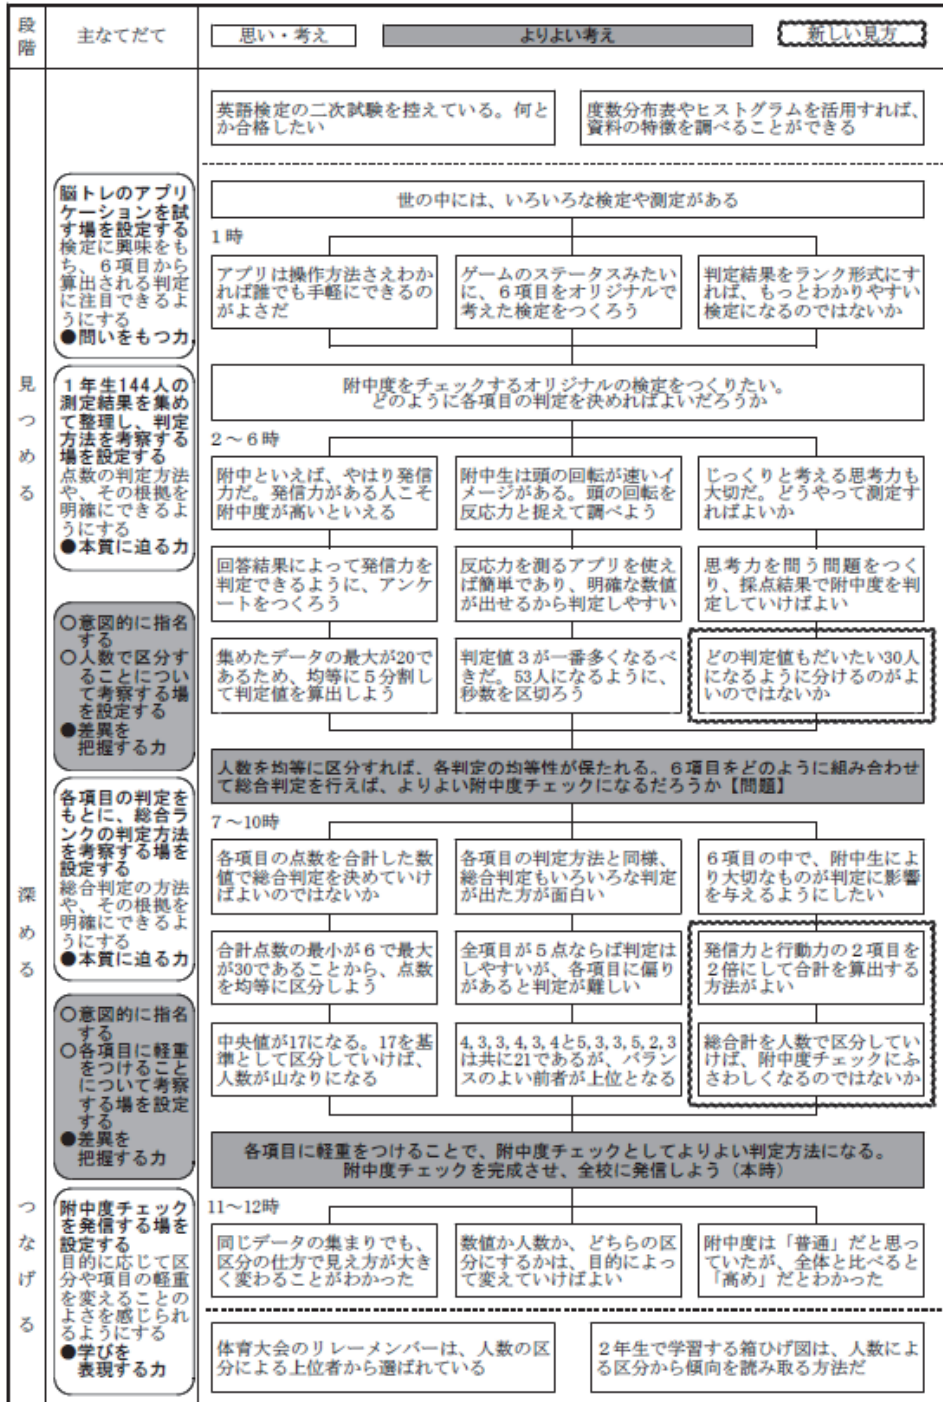 段階
主なてだて
思い・考え
よりよい考え
新しい見方
英語検定の二次試験を控えている。何と
か合格したい
度数分布表やヒストグラムを活用すれば、
資料の特徴を調べることができる
見つめる
脳トレのアプリ
ケーションを試
す場を設定する
検定に興味をも
ち、6項目から
算出される判定
に注目できるよ
うにする
●問いをもつ力
世の中には、いろいろな検定や測定がある
1時
アプリは操作方法さえわか
れば誰でも手軽にできるの
がよさだ
ゲームのステータスみたい
に、6項目をオリジナルで
考えた検定をつくろう
判定結果をランク形式にす
れば、もっとわかりやすい
検定になるのではないか
1年生144人の
測定結果を集め
て整理し、判定
方法を考察する
場を設定する
点数の判定方法
や、その根拠を
明確にできるよ
うにする
●本質に迫る力
附中度をチェックするオリジナルの検定をつくりたい。
どのように各項目の判定を決めればよいだろうか
2～6時
附中といえば、やはり発信
力だ。発信力がある人こそ
附中度が高いといえる
附中生は頭の回転が速いイ
メージがある。頭の回転を
反応力と捉えて調べよう
じっくりと考える思考力も
大切だ。どうやって測定す
ればよいか
回答結果によって発信力を
判定できるように、アンケ
ートをつくろう
反応力を測るアプリを使え
ば簡単であり、明確な数値
が出せるから判定しやすい
思考力を問う問題をつく
り、採点結果で附中度を判
定していけばよい
○意図的に指名
する
○人数で区分す
ることについ
て考察する場
を設定する
●差異を
把握する力
集めたデータの最大が20で
あるため、均等に5分割し
て判定値を算出しよう
判定値3が一番多くなるべ
きだ。53人になるように、
秒数を区切ろう
どの判定値もだいたい30人
になるように分けるのがよ
いのではないか
人数を均等に区分すれば、各判定の均等性が保たれる。6項目をどのように組み合わせ
て総合判定を行えば、よりよい附中度チェックになるだろうか【問題】
深める
各項目の判定を
もとに、総合ラ
ンクの判定方法
を考察する場を
設定する
総合判定の方法
や、その根拠を
明確にできるよ
うにする
●本質に迫る力
7～10時
各項目の点数を合計した数
値で総合判定を決めていけ
ばよいのではないか
各項目の判定方法と同様、
総合判定もいろいろな判定
が出た方が面白い
6項目の中で、附中生によ
り大切なものが判定に影響
を与えるようにしたい
合計点数の最小が6で最大
が30であることから、点数
を均等に区分しよう
全項目が5点ならば判定は
しやすいが、各項目に偏り
があると判定が難しい
発信力と行動力の2項目を
2倍にして合計を算出する
方法がよい
○意図的に指名
する
○各項目に軽重
をつけること
について考察
する場を設定
する
●差異を
把握する力
中央値が17になる。17を基
準として区分していけば、
人数が山なりになる
4,3,3,4,3,4と5,3,3,5,2,3
は共に21であるが、バラン
スのよい前者が上位となる
総合計を人数で区分してい
けば、附中度チェックにふ
さわしくなるのではないか
各項目に軽重をつけることで、附中度チェックとしてよりよい判定方法になる。
附中度チェックを完成させ、全校に発信しよう（本時）
つなげる
附中度チェック
を発信する場を
設定する
目的に応じて区
分や項目の軽重
を変えることの
よさを感じられ
るようにする
●学びを
表現する力
11～12時
同じデータの集まりでも、
区分の仕方で見え方が大き
く変わることがわかった
数値か人数か、どちらの区
分にするかは、目的によっ
て変えていけばよい
附中度は「普通」だと思っ
ていたが、全体と比べると
「高め」だとわかった
体育大会のリレーメンバーは、人数の区
分による上位者から選ばれている
2年生で学習する箱ひげ図は、人数によ
る区分から傾向を読み取る方法だ